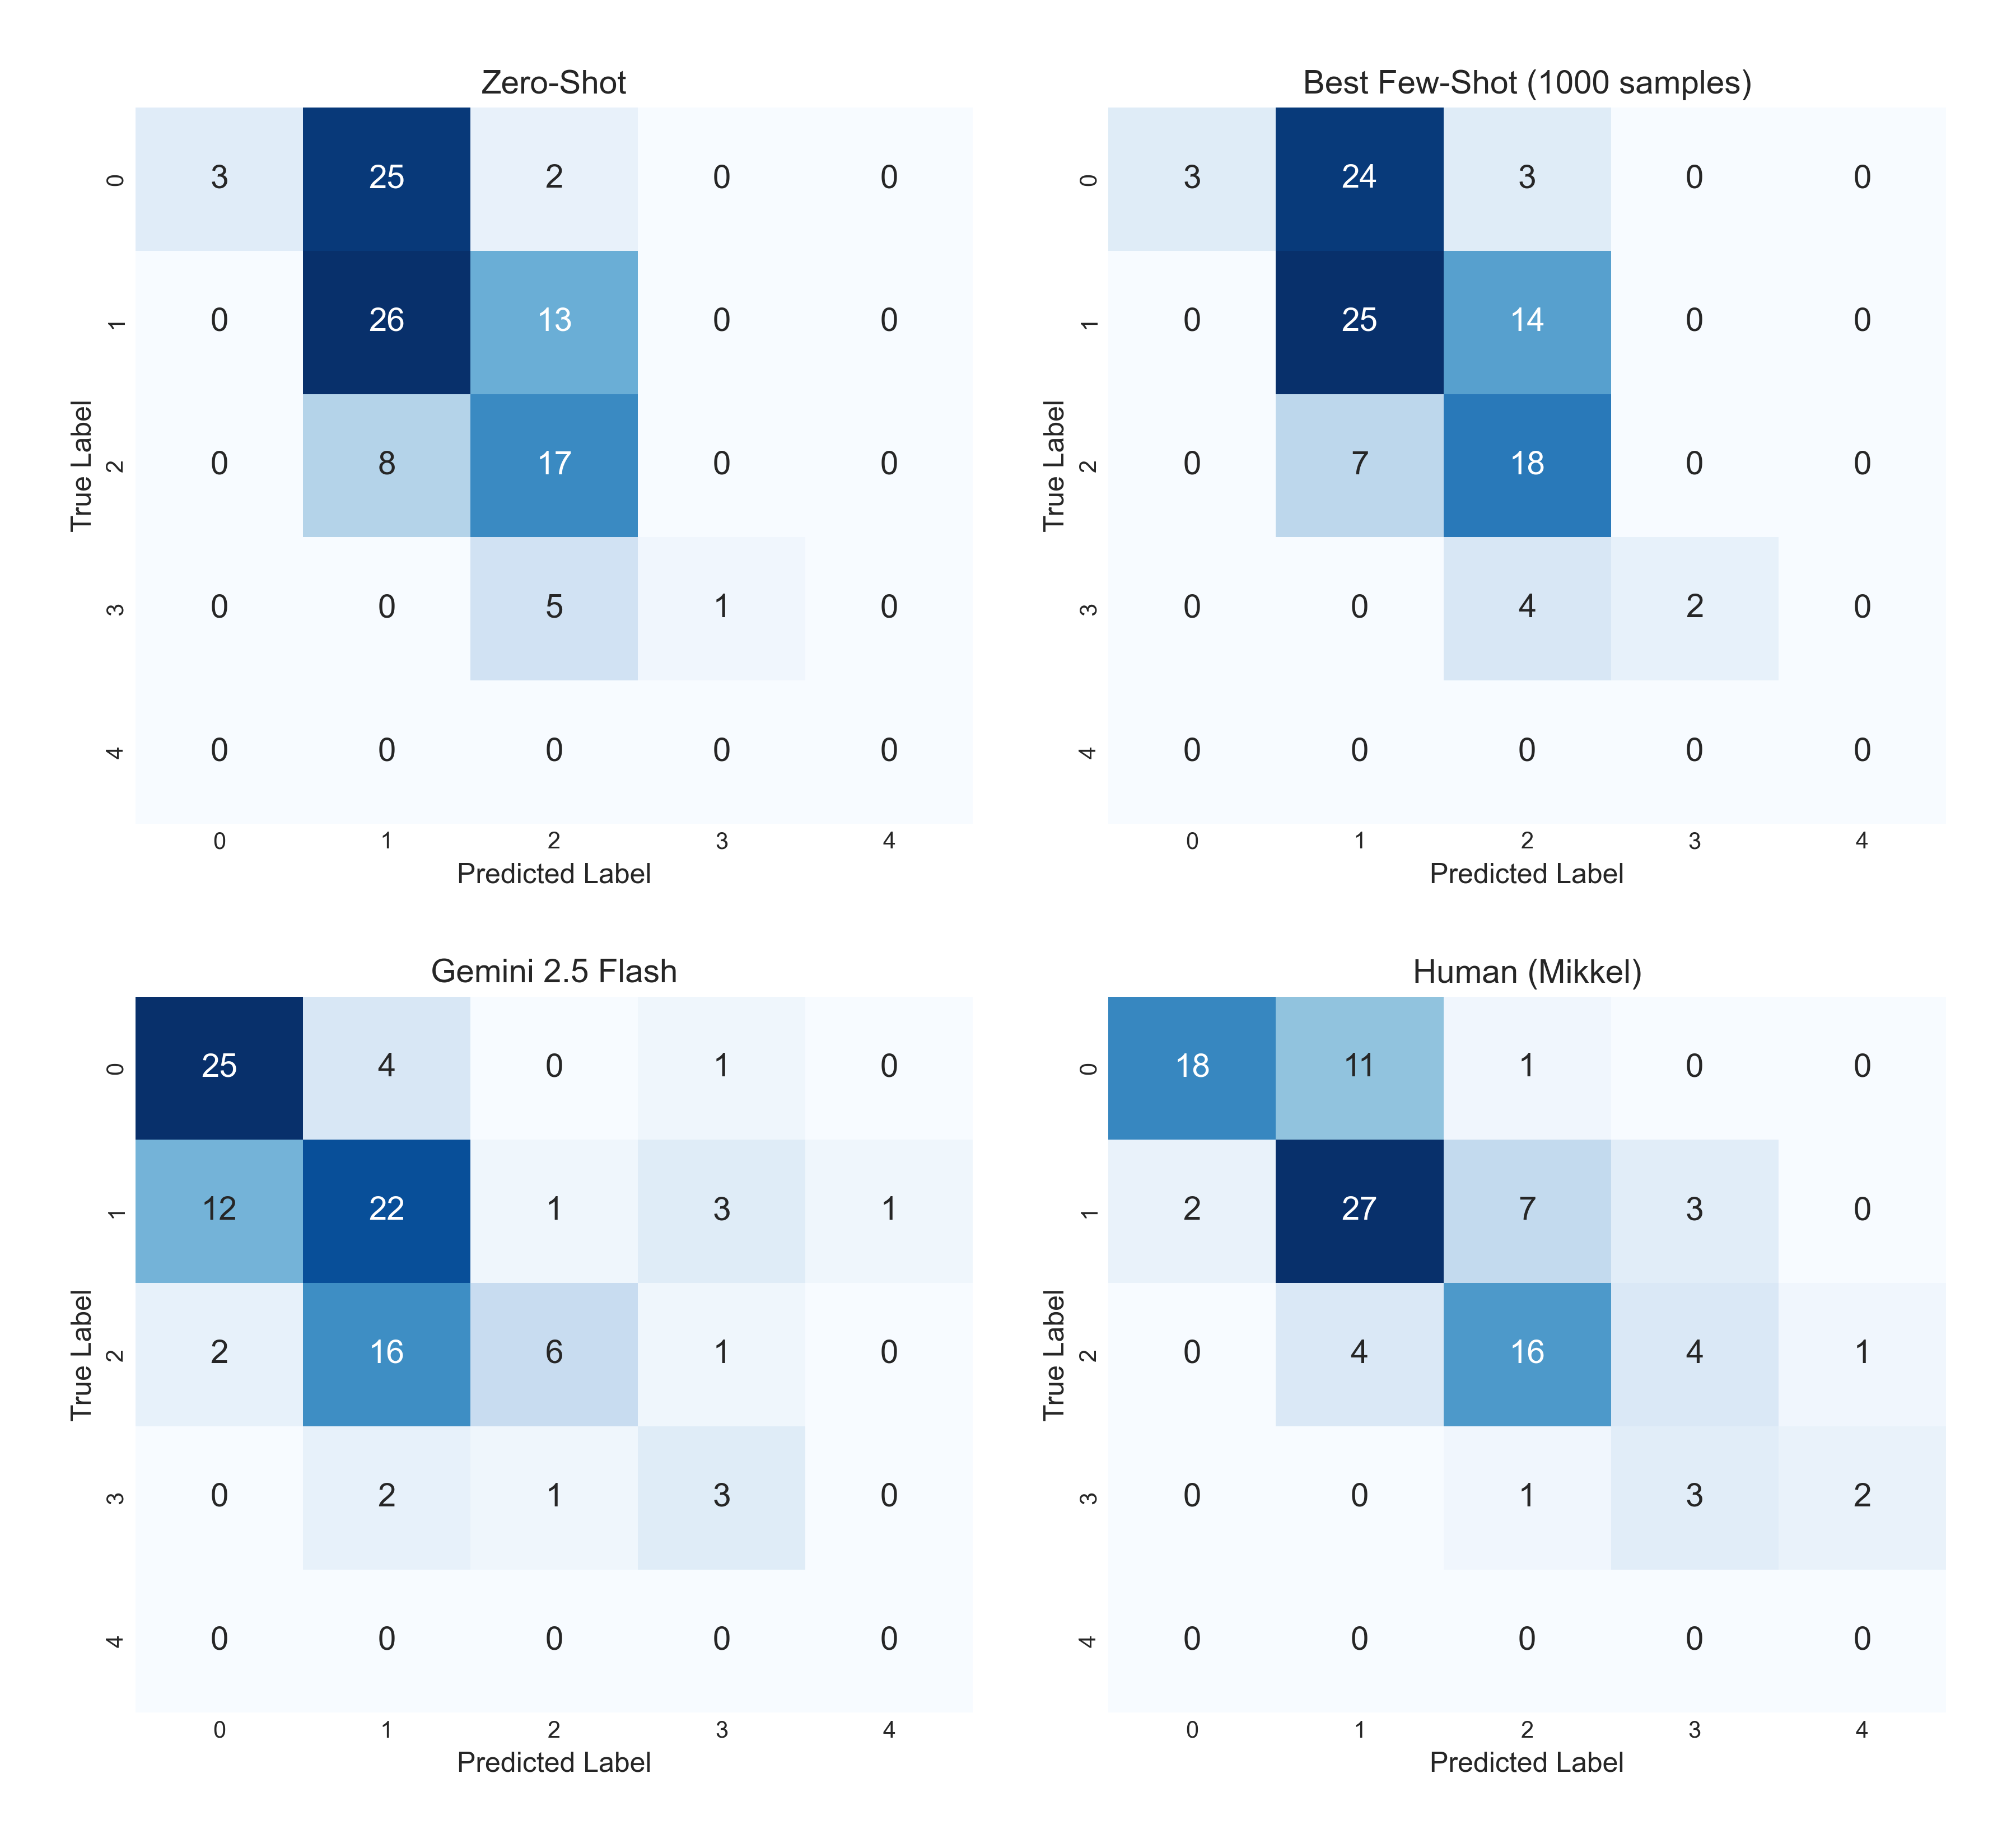 Zero-Shot
0 3 25 2 0 0
1 0 26 13 0 0
2 0 8 17 0 0
3 0 0 5 1 0
4 0 0 0 0 0
True Label
0 1 2 3 4
Predicted Label
Best Few-Shot (1000 samples)
0 3 24 3 0 0
1 0 25 14 0 0
2 0 7 18 0 0
3 0 0 4 2 0
4 0 0 0 0 0
True Label
0 1 2 3 4
Predicted Label
Gemini 2.5 Flash
0 25 4 0 1 0
1 12 22 1 3 1
2 2 16 6 1 0
3 0 2 1 3 0
4 0 0 0 0 0
True Label
0 1 2 3 4
Predicted Label
Human (Mikkel)
0 18 11 1 0 0
1 2 27 7 3 0
2 0 4 16 4 1
3 0 0 1 3 2
4 0 0 0 0 0
True Label
0 1 2 3 4
Predicted Label